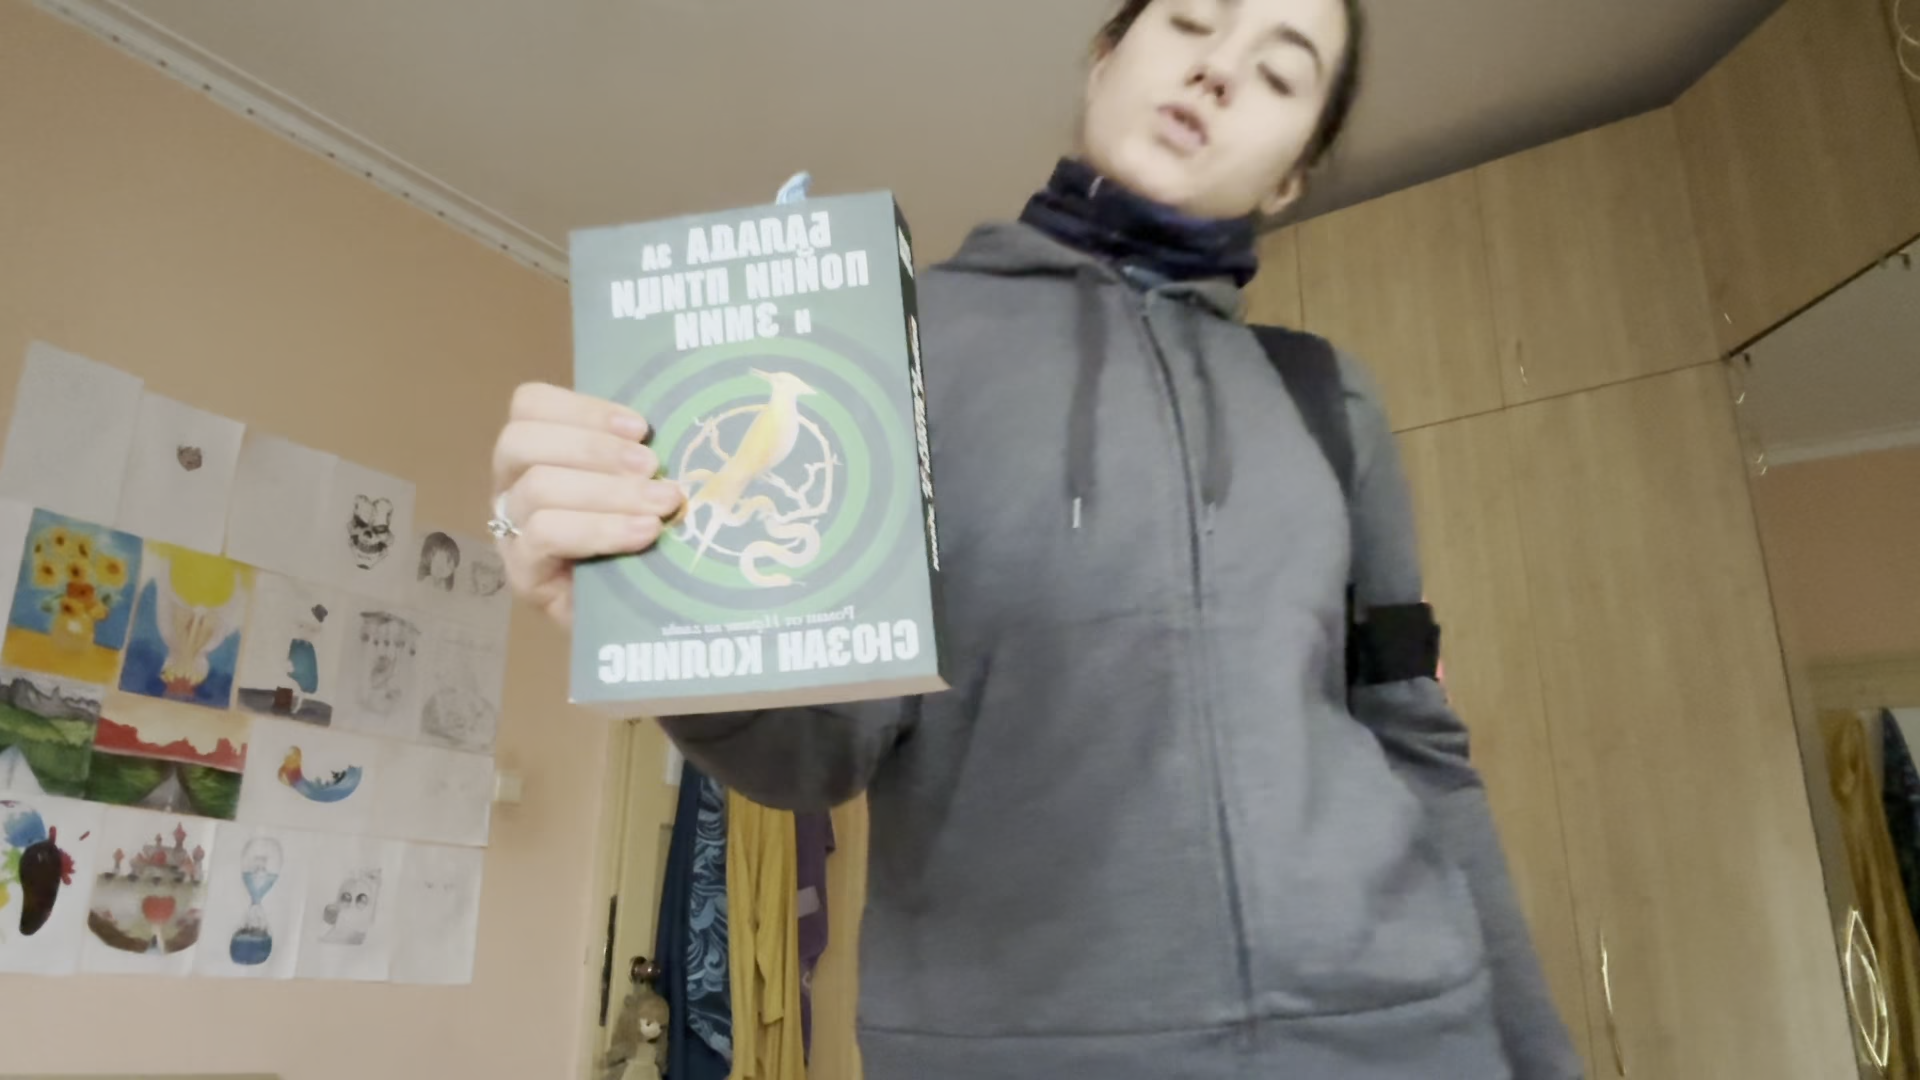 БАЛАДА ЗА
ПОЙНИ ПТИЦИ
И ЗМИИ
Роман от Игрите на глада
СЮЗАН КОЛИНС